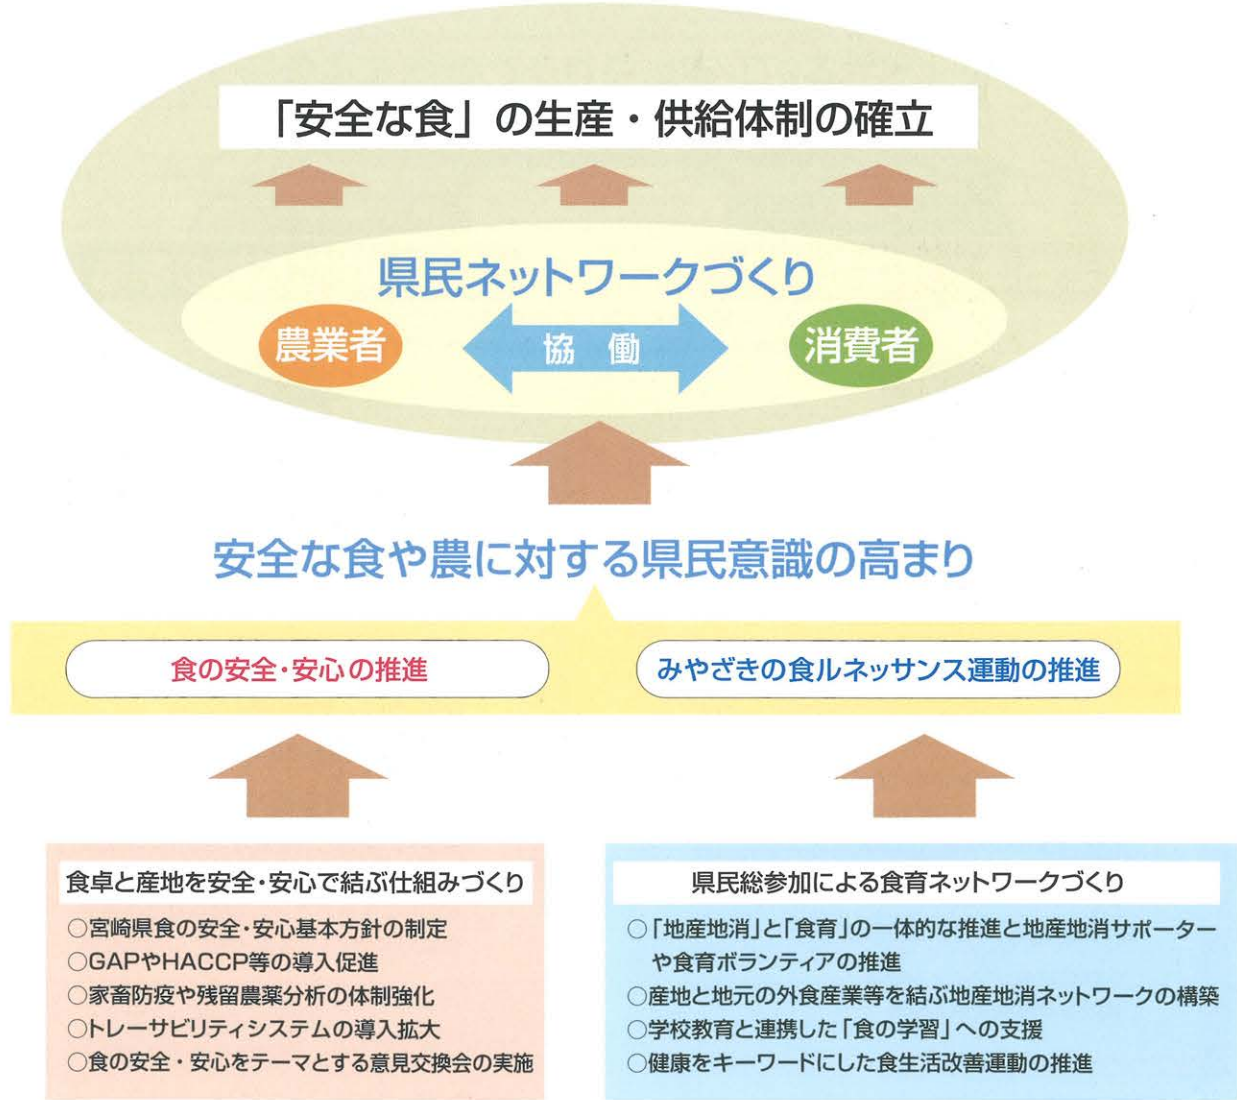 「安全な食」の生産・供給体制の確立
県民ネットワークづくり
農業者
協働
消費者
安全な食や農に対する県民意識の高まり
食の安全・安心の推進
みやざきの食ルネッサンス運動の推進
食卓と産地を安全・安心で結ぶ仕組みづくり
○宮崎県食の安全・安心基本方針の制定
○GAPやHACCP等の導入促進
○家畜防疫や残留農薬分析の体制強化
○トレーサビリティシステムの導入拡大
○食の安全・安心をテーマとする意見交換会の実施
県民総参加による食育ネットワークづくり
○「地産地消」と「食育」の一体的な推進と地産地消サポーター
や食育ボランティアの推進
○産地と地元の外食産業等を結ぶ地産地消ネットワークの構築
○学校教育と連携した「食の学習」への支援
○健康をキーワードにした食生活改善運動の推進